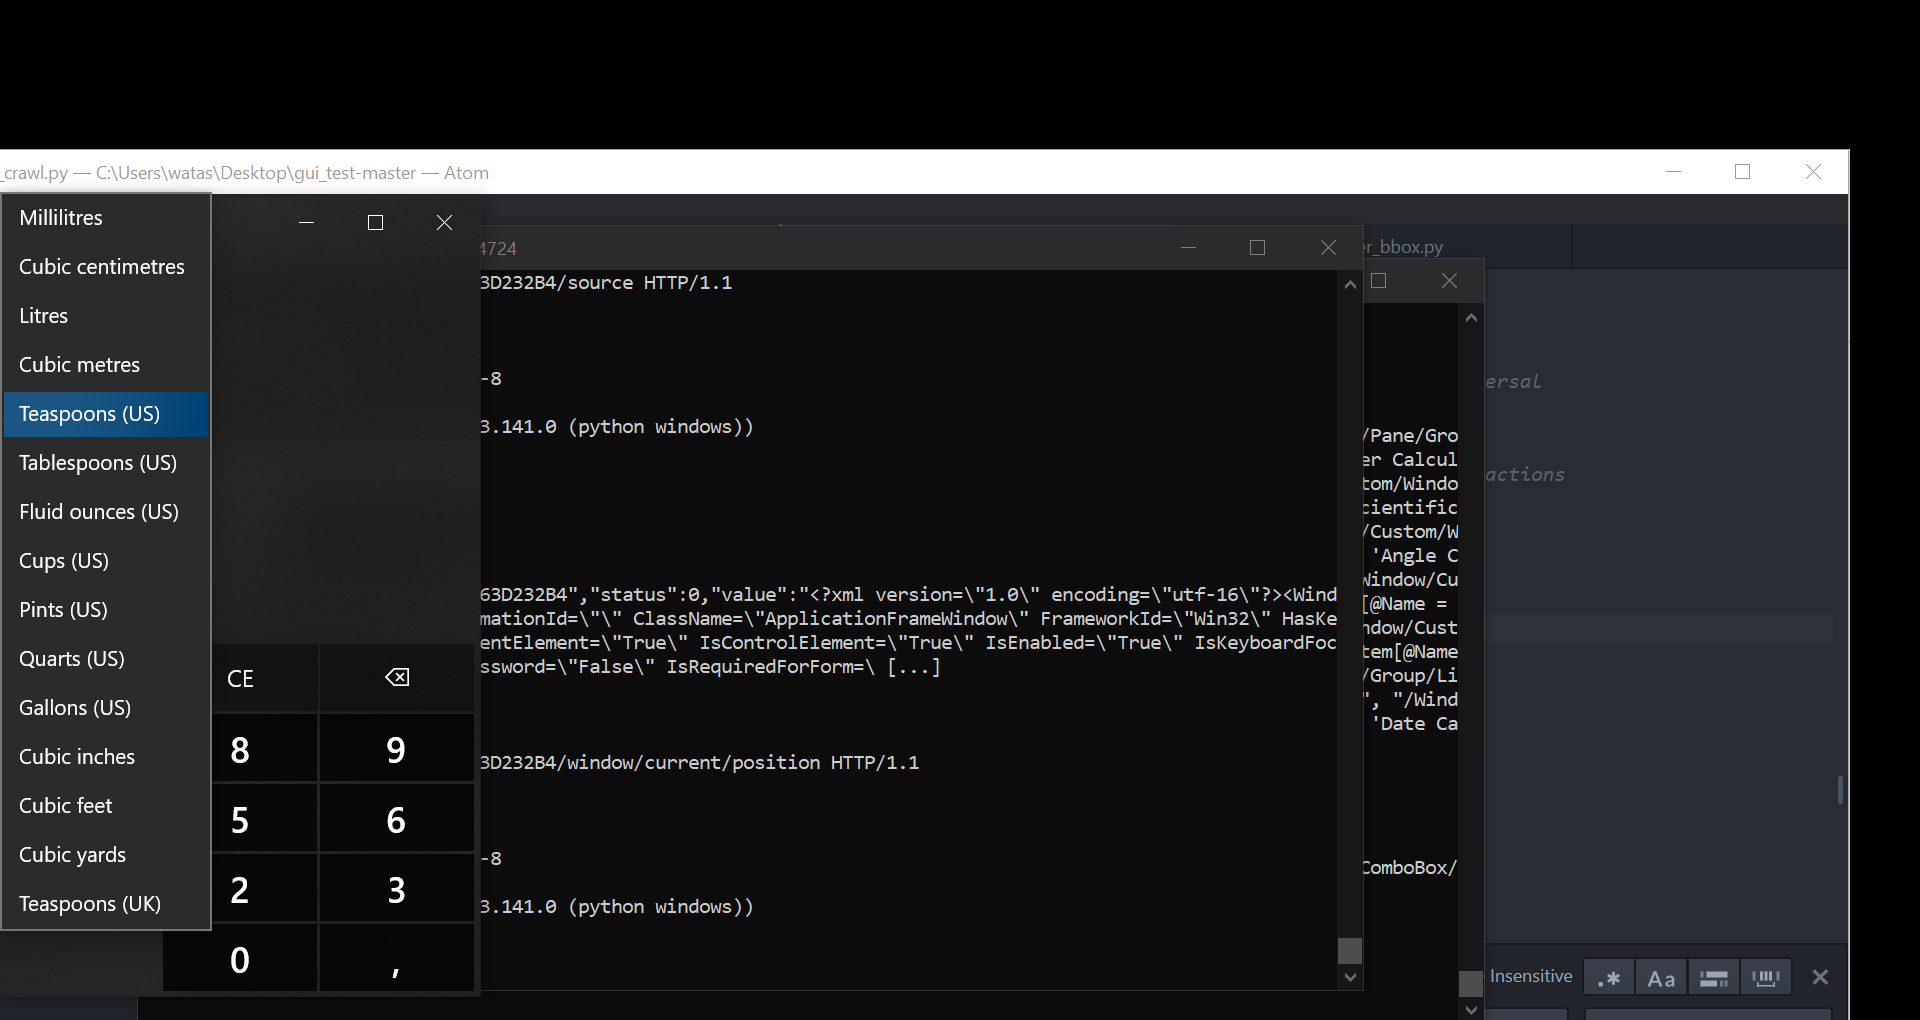 _crawl.py — C:\Users\watas\Desktop\gui_test-master — Atom
Millilitres
Cubic centimetres
Litres
Cubic metres
Teaspoons (US)
Tablespoons (US)
Fluid ounces (US)
Cups (US)
Pints (US)
Quarts (US)
Gallons (US)
Cubic inches
Cubic feet
Cubic yards
Teaspoons (UK)
CE
8 9
5 6
2 3
0 ,
4724
3D232B4/source HTTP/1.1
-8
3.141.0 (python windows))
63D232B4","status":0,"value":"<?xml version=\"1.0\" encoding=\"utf-16\"?><Wind
mationId=\"\" ClassName=\"ApplicationFrameWindow\" FrameworkId=\"Win32\" HasKe
entElement=\"True\" IsControlElement=\"True\" IsEnabled=\"True\" IsKeyboardFoc
ssword=\"False\" IsRequiredForForm=\ [...]
3D232B4/window/current/position HTTP/1.1
-8
3.141.0 (python windows))
er_bbox.py
/Pane/Gro
er Calcul
tom/Windo
cientific
/Custom/W
'Angle C
Window/Cu
[@Name =
ndow/Cust
tem[@Name
/Group/Li
", "/Wind
'Date Ca
ComboBox/
ersal
actions
Insensitive
.* Aa